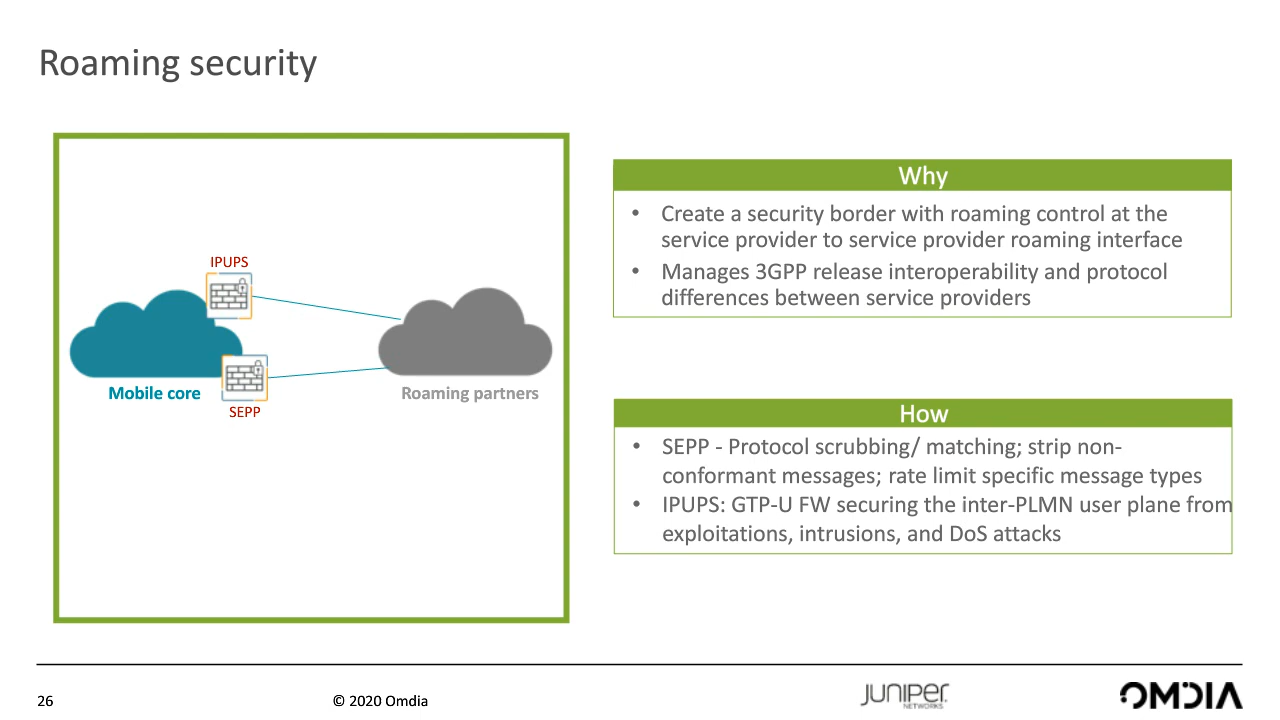 Roaming security
IPUPS
Mobile core
SEPP
Roaming partners
Why
• Create a security border with roaming control at the
service provider to service provider roaming interface
• Manages 3GPP release interoperability and protocol
differences between service providers
How
• SEPP - Protocol scrubbing/ matching; strip non-
conformant messages; rate limit specific message types
• IPUPS: GTP-U FW securing the inter-PLMN user plane from
exploitations, intrusions, and DoS attacks
26
© 2020 Omdia
JUNIPER
NETWORKS
OMDIA